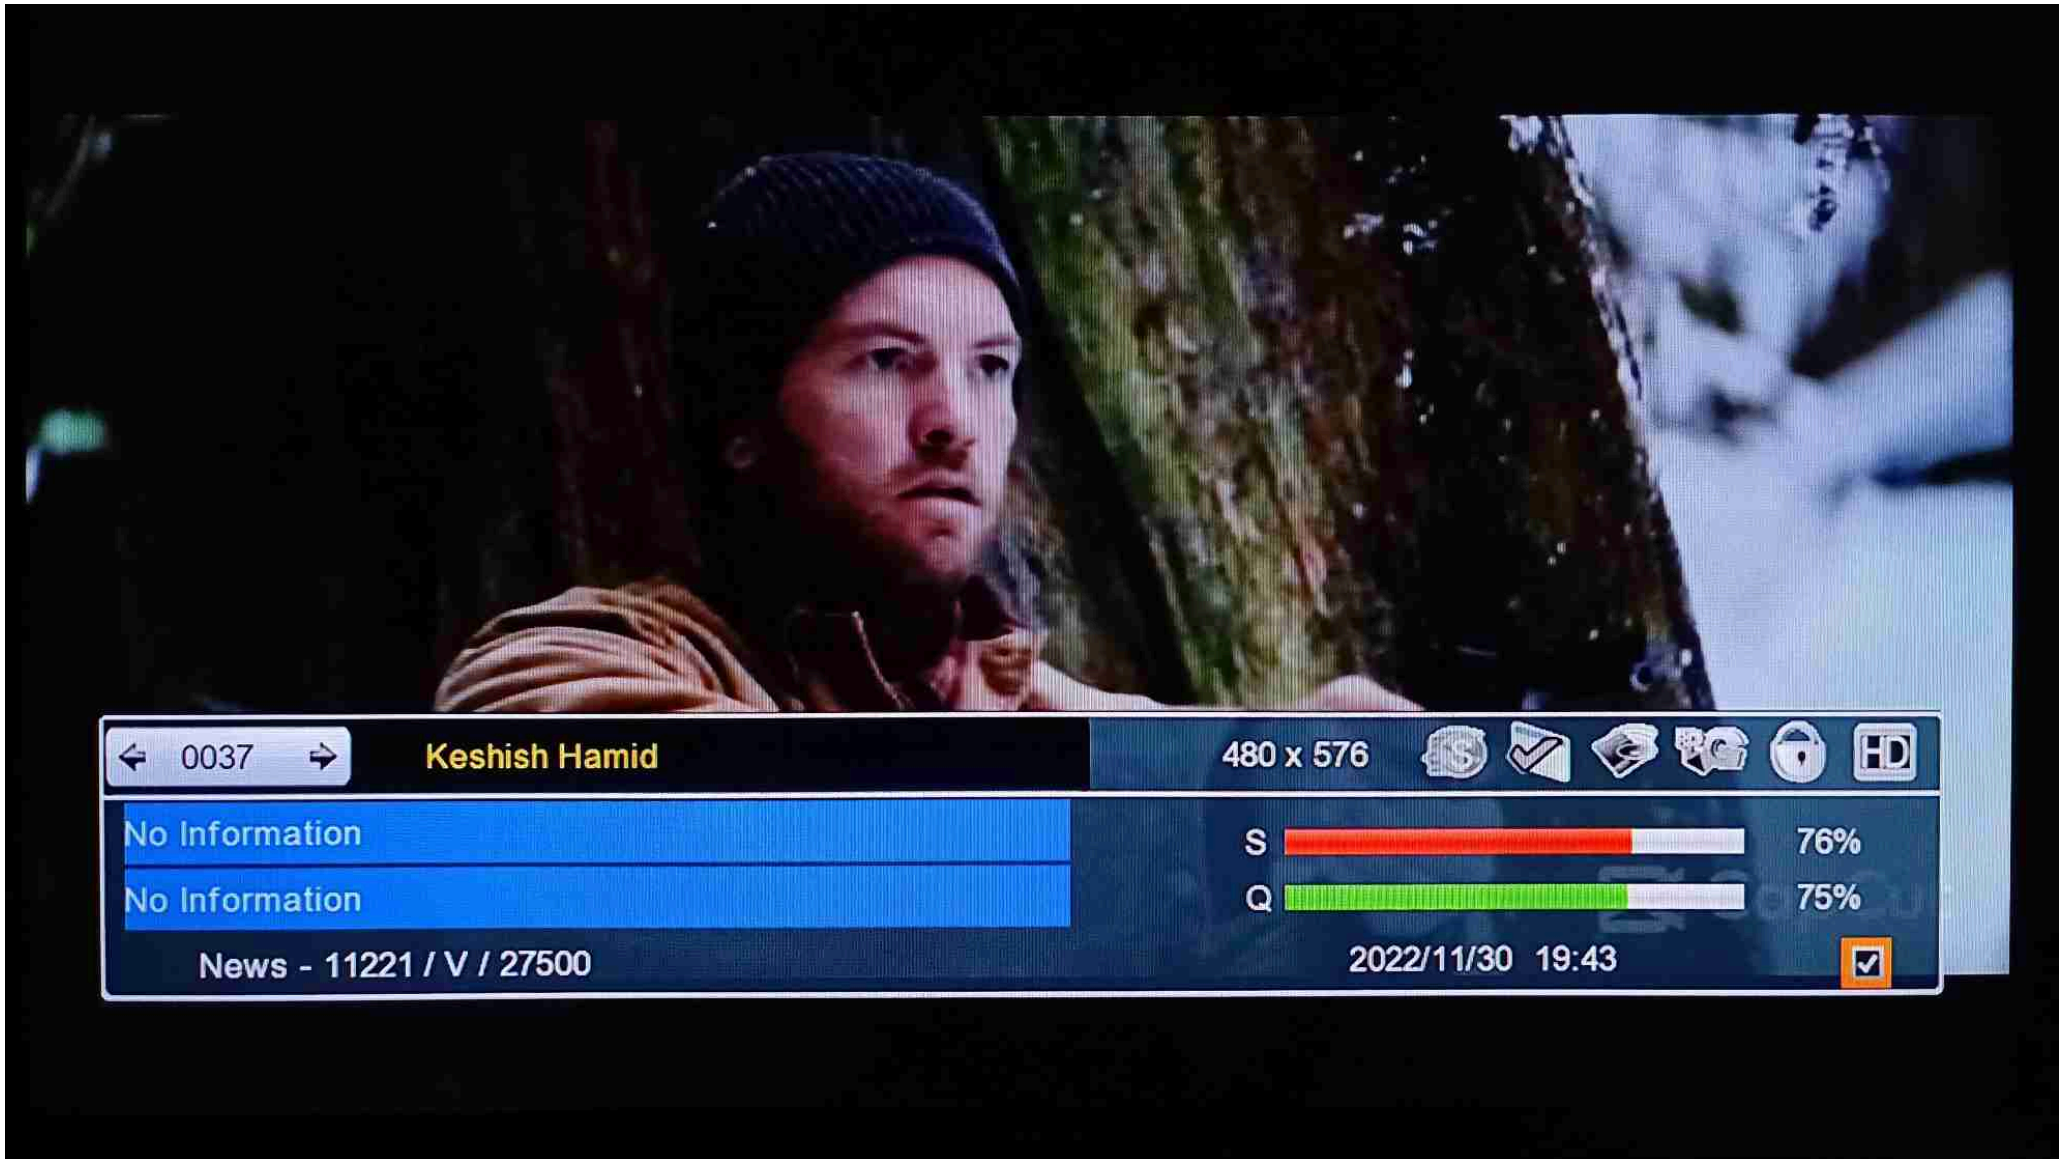 0037 Keshish Hamid 480 x 576 HD
No Information
S 76%
No Information
Q 75%
News - 11221 / V / 27500 2022/11/30 19:43